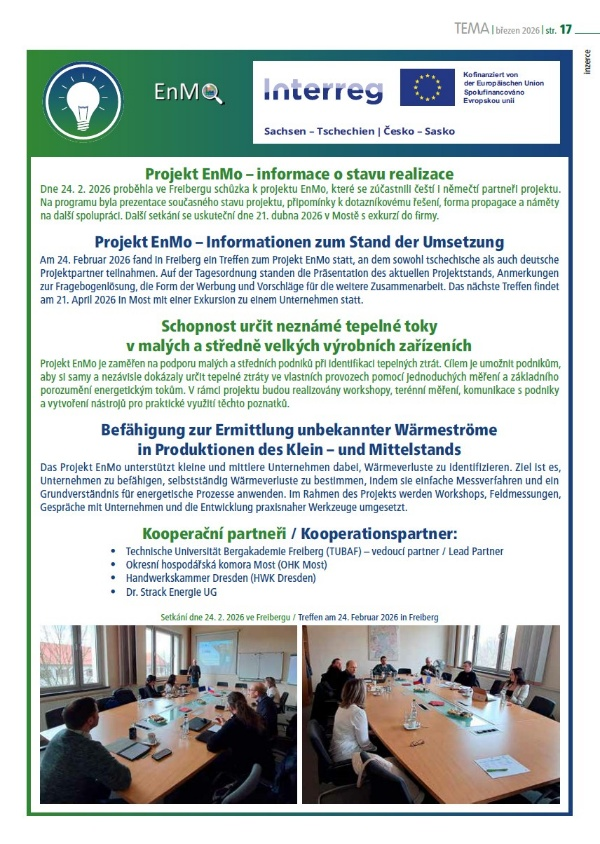 TEMA | březen 2026 | str. 17
inzerce
EnMo
Interreg
Kofinanziert von
der Europäischen Union
Spolufinancováno
Evropskou unií
Sachsen – Tschechien | Česko – Sasko
Projekt EnMo – informace o stavu realizace
Dne 24. 2. 2026 proběhla ve Freibergu schůzka k projektu EnMo, které se zúčastnili čeští i němečtí partneři projektu.
Na programu byla prezentace současného stavu projektu, připomínky k dotazníkovému řešení, forma propagace a náměty
na další spolupráci. Další setkání se uskuteční dne 21. dubna 2026 v Mostě s exkurzí do firmy.
Projekt EnMo – Informationen zum Stand der Umsetzung
Am 24. Februar 2026 fand in Freiberg ein Treffen zum Projekt EnMo statt, an dem sowohl tschechische als auch deutsche
Projektpartner teilnahmen. Auf der Tagesordnung standen die Präsentation des aktuellen Projektstands, Anmerkungen
zur Fragebogenlösung, die Form der Werbung und Vorschläge für die weitere Zusammenarbeit. Das nächste Treffen findet
am 21. April 2026 in Most mit einer Exkursion zu einem Unternehmen statt.
Schopnost určit neznámé tepelné toky
v malých a středně velkých výrobních zařízeních
Projekt EnMo je zaměřen na podporu malých a středních podniků při identifikaci tepelných ztrát. Cílem je umožnit podnikům,
aby si samy a nezávisle dokázaly určit tepelné ztráty ve vlastních provozech pomocí jednoduchých měření a základního
porozumění energetickým tokům. V rámci projektu budou realizovány workshopy, terénní měření, komunikace s podniky
a vytvoření nástrojů pro praktické využití těchto poznatků.
Befähigung zur Ermittlung unbekannter Wärmeströme
in Produktionen des Klein – und Mittelstands
Das Projekt EnMo unterstützt kleine und mittlere Unternehmen dabei, Wärmeverluste zu identifizieren. Ziel ist es,
Unternehmen zu befähigen, selbstständig Wärmeverluste zu bestimmen, indem sie einfache Messverfahren und ein
Grundverständnis für energetische Prozesse anwenden. Im Rahmen des Projekts werden Workshops, Feldmessungen,
Gespräche mit Unternehmen und die Entwicklung praxisnaher Werkzeuge umgesetzt.
Kooperační partneři / Kooperationspartner:
• Technische Universität Bergakademie Freiberg (TUBAF) – vedoucí partner / Lead Partner
• Okresní hospodářská komora Most (OHK Most)
• Handwerkskammer Dresden (HWK Dresden)
• Dr. Strack Energie UG
Setkání dne 24. 2. 2026 ve Freibergu / Treffen am 24. Februar 2026 in Freiberg